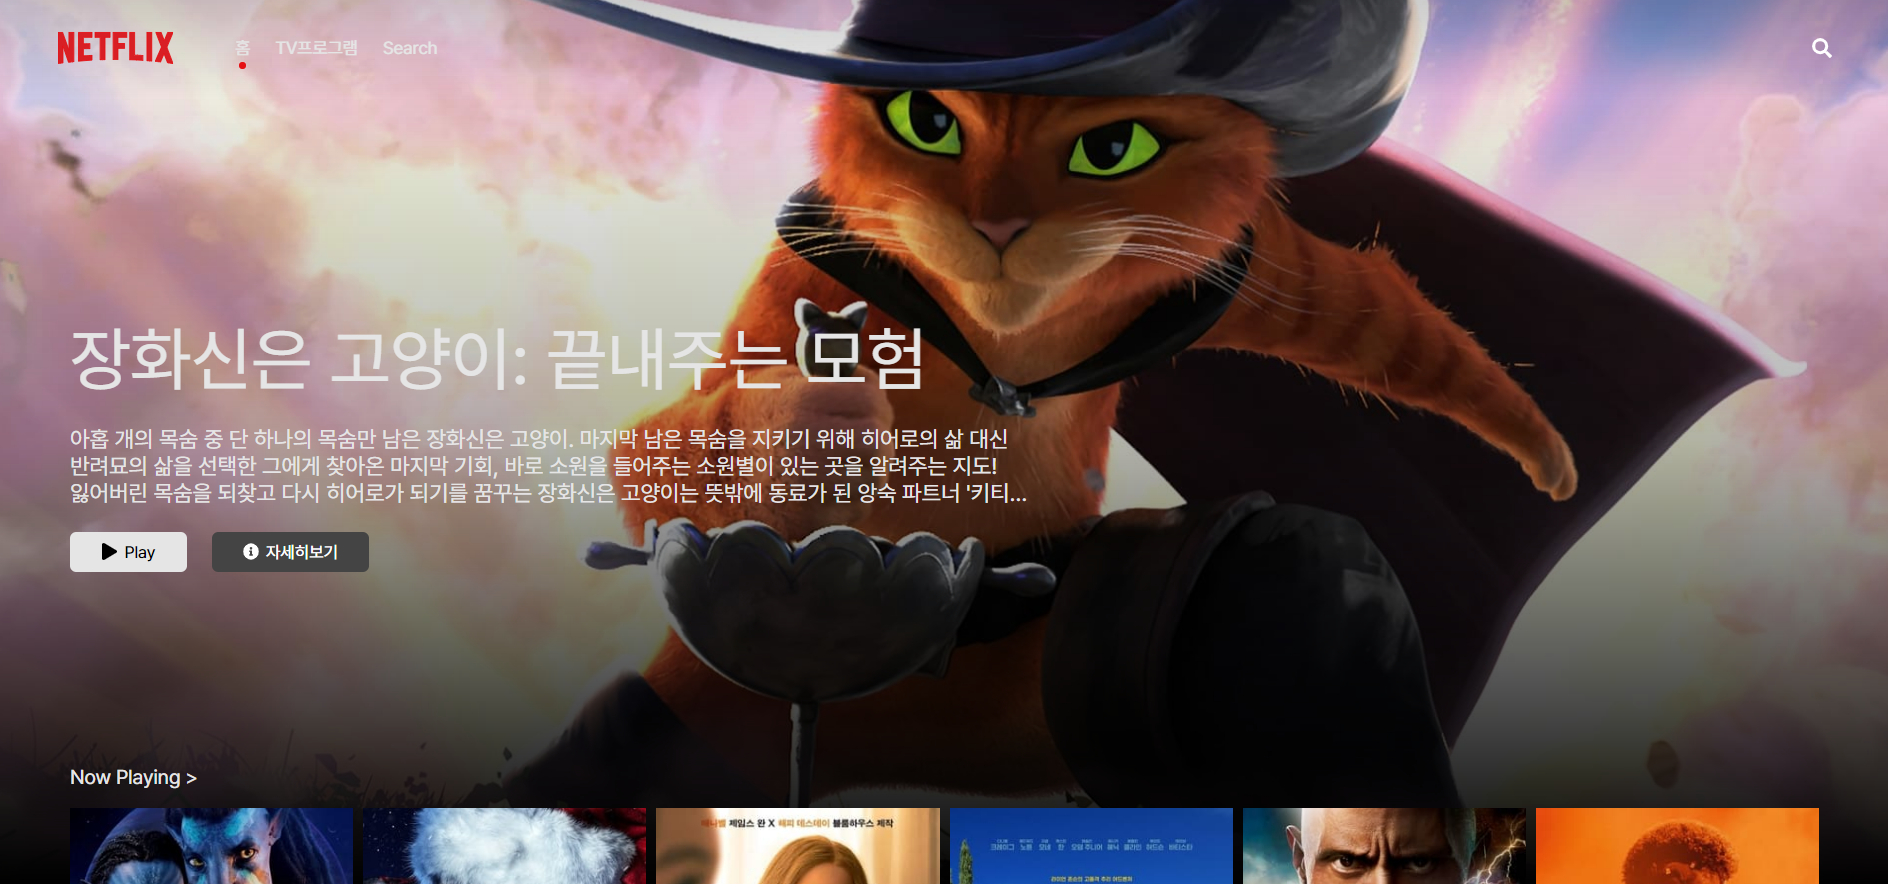 NETFLIX
홈 TV프로그램 Search
장화신은 고양이: 끝내주는 모험
아홉 개의 목숨 중 단 하나의 목숨만 남은 장화신은 고양이. 마지막 남은 목숨을 지키기 위해 히어로의 삶 대신
반려묘의 삶을 선택한 그에게 찾아온 마지막 기회, 바로 소원을 들어주는 소원별이 있는 곳을 알려주는 지도!
잃어버린 목숨을 되찾고 다시 히어로가 되기를 꿈꾸는 장화신은 고양이는 뜻밖에 동료가 된 앙숙 파트너 '키티...
Play 자세히보기
Now Playing >
애나벨 제임스 완 X 해피 데스데이 블룸하우스 제작